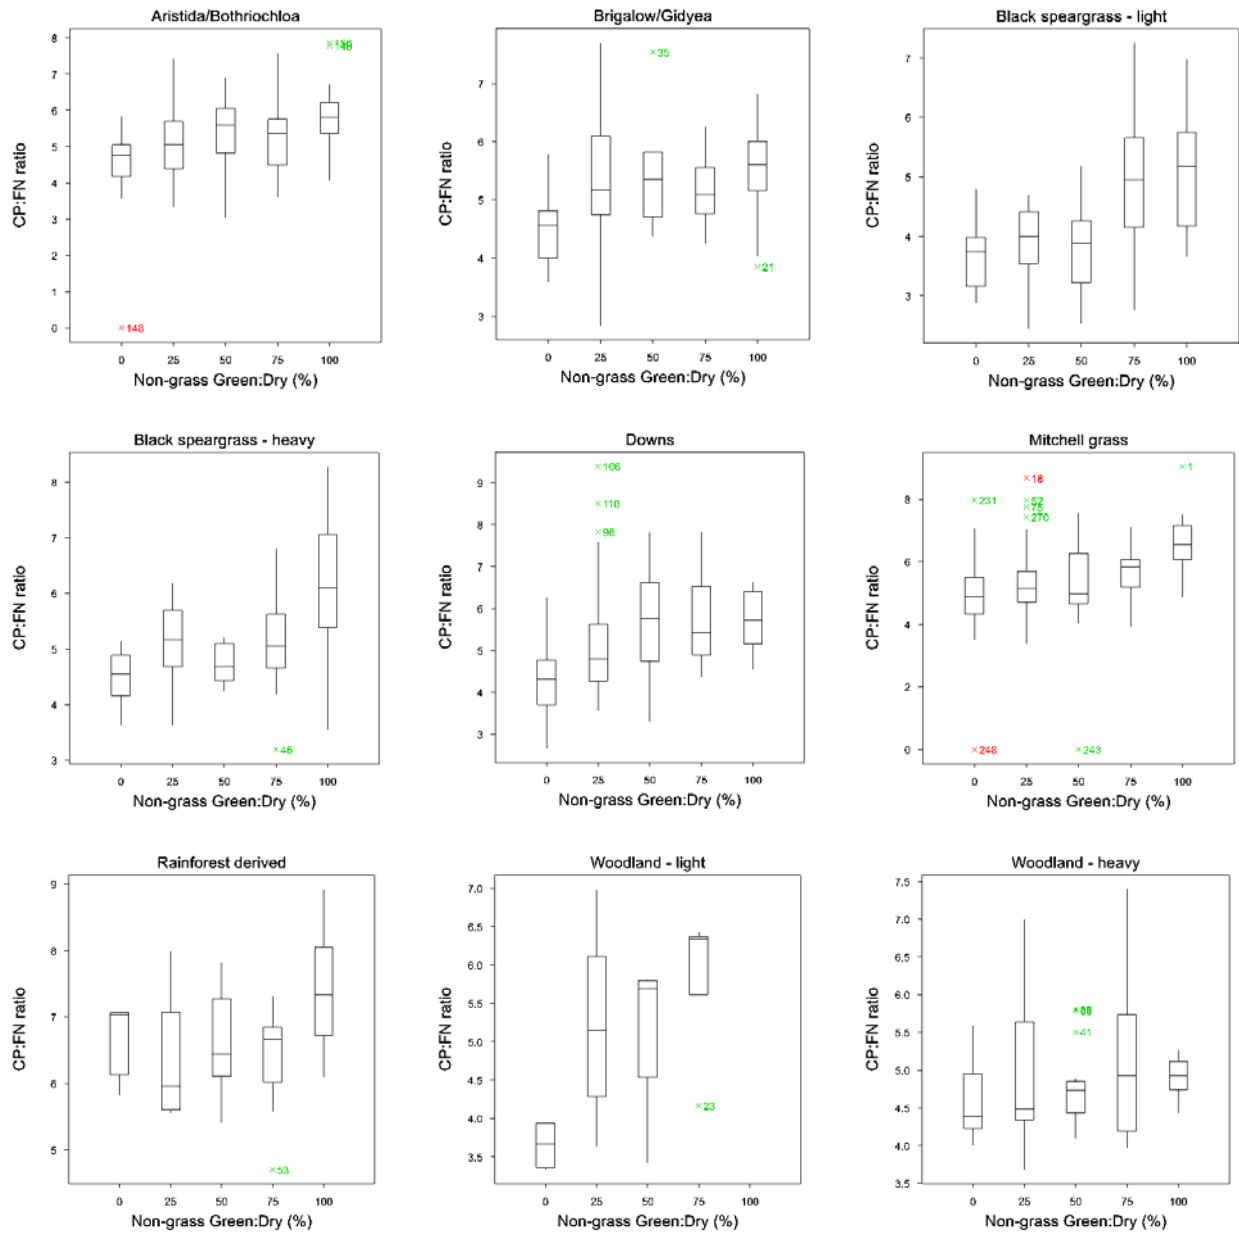 Aristida/Bothriochloa
CP:FN ratio
8
7
6
5
4
3
2
1
0
148
0 25 50 75 100
Non-grass Green:Dry (%)
Brigalow/Gidyea
CP:FN ratio
7
6
5
4
3
35
21
0 25 50 75 100
Non-grass Green:Dry (%)
Black speargrass - light
CP:FN ratio
7
6
5
4
3
0 25 50 75 100
Non-grass Green:Dry (%)
Black speargrass - heavy
CP:FN ratio
8
7
6
5
4
3
0 25 50 75 100
Non-grass Green:Dry (%)
Downs
CP:FN ratio
9
8
7
6
5
4
3
106
110
0 25 50 75 100
Non-grass Green:Dry (%)
Mitchell grass
CP:FN ratio
8
6
4
2
0
231
270
1
248
243
0 25 50 75 100
Non-grass Green:Dry (%)
Rainforest derived
CP:FN ratio
9
8
7
6
5
53
0 25 50 75 100
Non-grass Green:Dry (%)
Woodland - light
CP:FN ratio
7.0
6.5
6.0
5.5
5.0
4.5
4.0
3.5
23
0 25 50 75 100
Non-grass Green:Dry (%)
Woodland - heavy
CP:FN ratio
7.5
7.0
6.5
6.0
5.5
5.0
4.5
4.0
3.5
41
0 25 50 75 100
Non-grass Green:Dry (%)